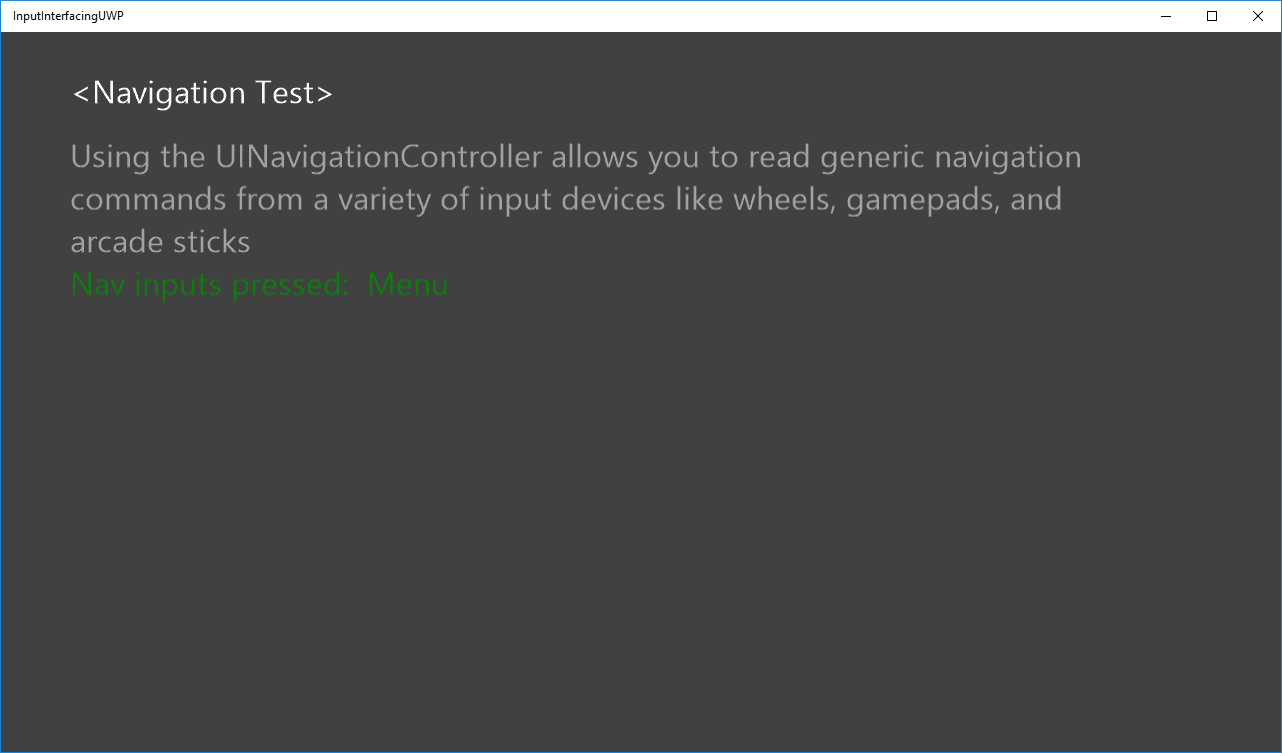 InputInterfacingUWP
<Navigation Test>
Using the UINavigationController allows you to read generic navigation
commands from a variety of input devices like wheels, gamepads, and
arcade sticks
Nav inputs pressed:  Menu